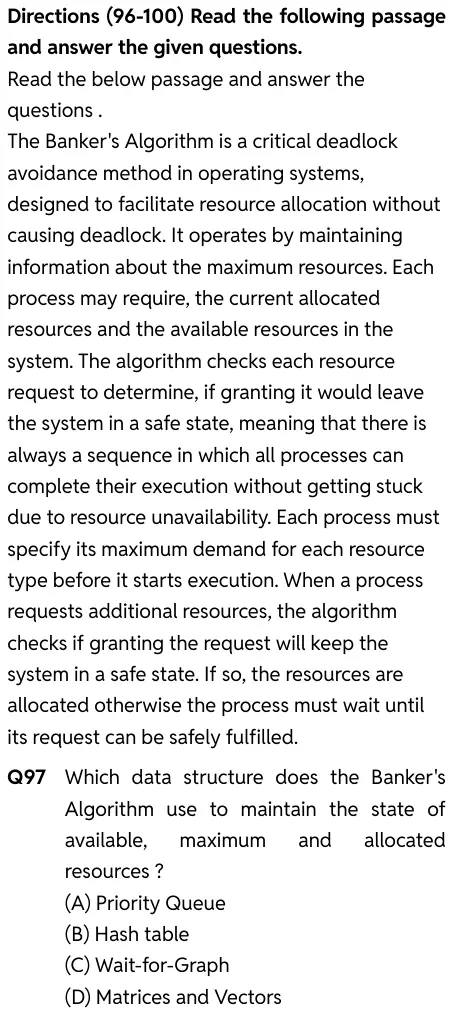 Directions (96-100) Read the following passage
and answer the given questions.
Read the below passage and answer the
questions .
The Banker's Algorithm is a critical deadlock
avoidance method in operating systems,
designed to facilitate resource allocation without
causing deadlock. It operates by maintaining
information about the maximum resources. Each
process may require, the current allocated
resources and the available resources in the
system. The algorithm checks each resource
request to determine, if granting it would leave
the system in a safe state, meaning that there is
always a sequence in which all processes can
complete their execution without getting stuck
due to resource unavailability. Each process must
specify its maximum demand for each resource
type before it starts execution. When a process
requests additional resources, the algorithm
checks if granting the request will keep the
system in a safe state. If so, the resources are
allocated otherwise the process must wait until
its request can be safely fulfilled.
Q97 Which data structure does the Banker's
Algorithm use to maintain the state of
available, maximum and allocated
resources ?
(A) Priority Queue
(B) Hash table
(C) Wait-for-Graph
(D) Matrices and Vectors